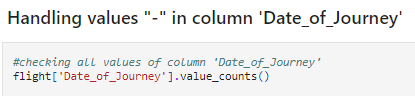 Handling values "-" in column 'Date_of_Journey'
#checking all values of column 'Date_of_Journey'
flight['Date_of_Journey'].value_counts()